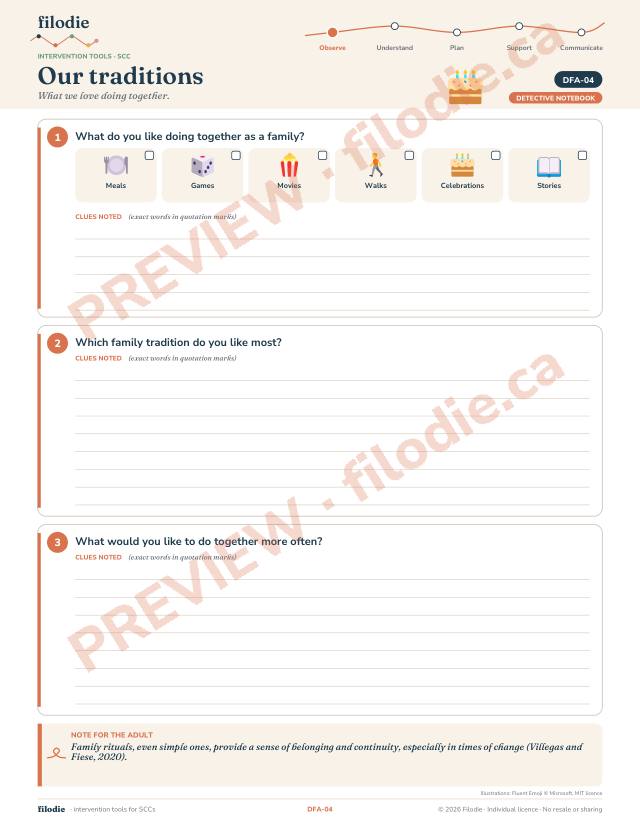 filodie
INTERVENTION TOOLS · SCC
Observe
Understand
Plan
Support
Communicate
Our traditions
What we love doing together.
DFA-04
DETECTIVE NOTEBOOK
1
What do you like doing together as a family?
Meals
Games
Movies
Walks
Celebrations
Stories
CLUES NOTED (exact words in quotation marks)
2
Which family tradition do you like most?
CLUES NOTED (exact words in quotation marks)
3
What would you like to do together more often?
CLUES NOTED (exact words in quotation marks)
PREVIEW · filodie.ca
PREVIEW · filodie.ca
NOTE FOR THE ADULT
Family rituals, even simple ones, provide a sense of belonging and continuity, especially in times of change (Villegas and
Fiese, 2020).
Illustrations: Fluent Emoji © Microsoft, MIT licence
filodie · intervention tools for SCCs
DFA-04
© 2026 Filodie · Individual licence · No resale or sharing